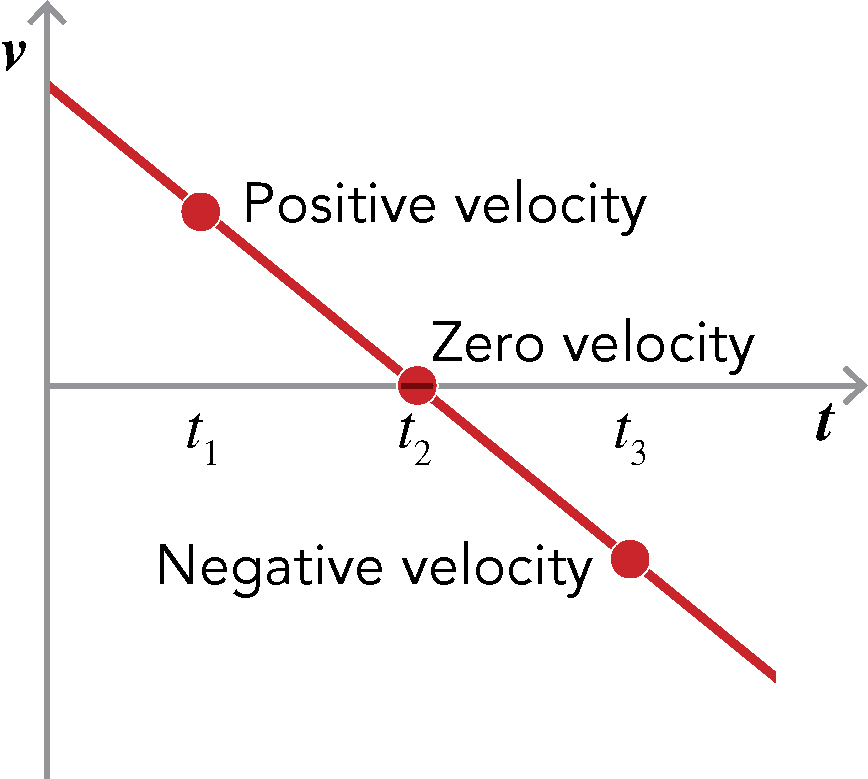 v
Positive velocity
Zero velocity
t₁ t₂ t₃ t
Negative velocity